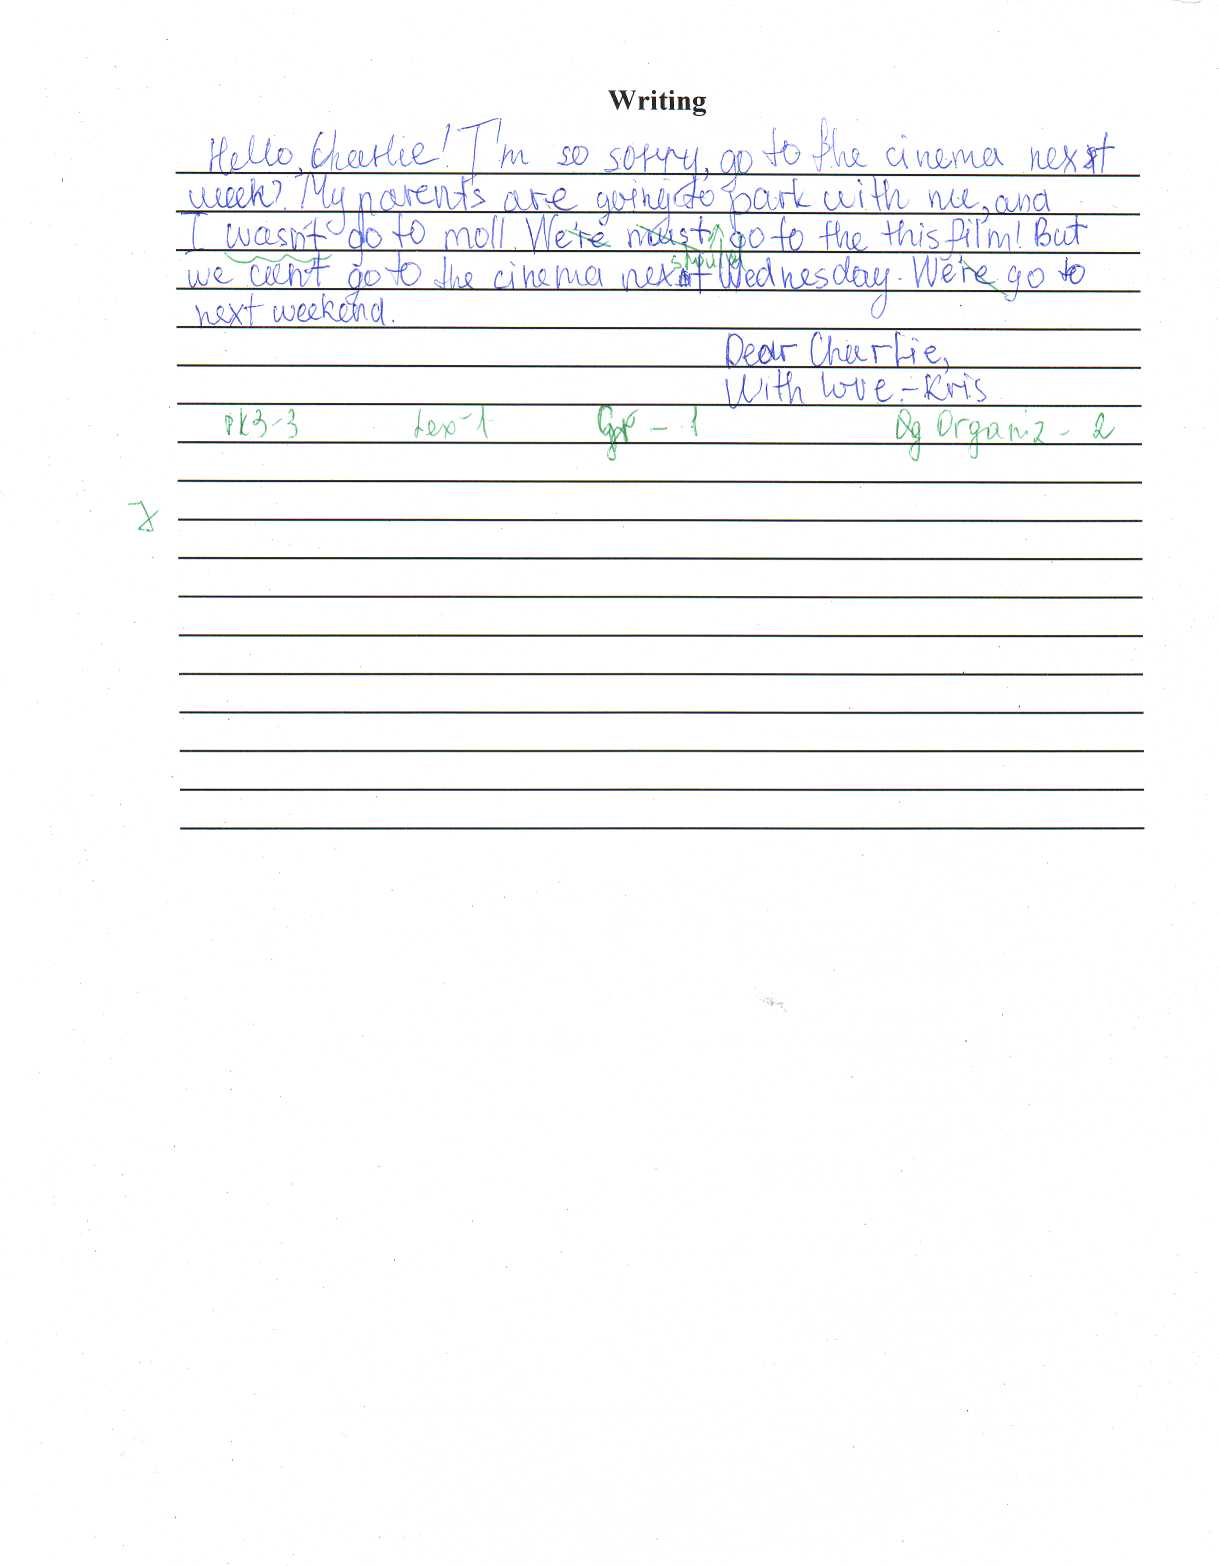 Writing
Hello, Charlie! I'm so sorry, go to the cinema next
week? My parents are going to park with me, and
I wasn't go to moll. We're must go to the this film! But
should
we can't go to the cinema next Wednesday. We're go to
next weekend.
Dear Charlie,
With love. - Kris
РКЗ-3 Lex-1 Gr - 1 Organiz - 2
7